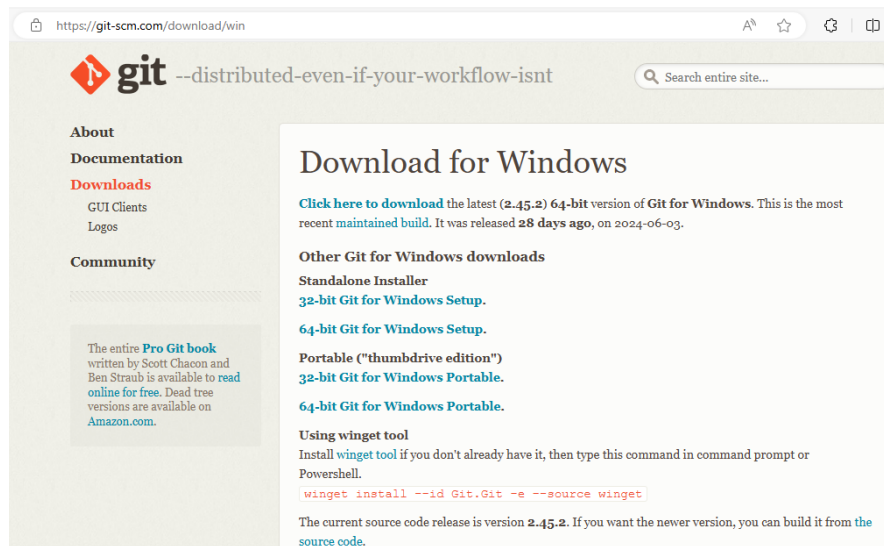 https://git-scm.com/download/win
git --distributed-even-if-your-workflow-isnt
Search entire site...
About
Documentation
Downloads
GUI Clients
Logos
Community
The entire Pro Git book
written by Scott Chacon and
Ben Straub is available to read
online for free. Dead tree
versions are available on
Amazon.com.
Download for Windows
Click here to download the latest (2.45.2) 64-bit version of Git for Windows. This is the most
recent maintained build. It was released 28 days ago, on 2024-06-03.
Other Git for Windows downloads
Standalone Installer
32-bit Git for Windows Setup.
64-bit Git for Windows Setup.
Portable ("thumbdrive edition")
32-bit Git for Windows Portable.
64-bit Git for Windows Portable.
Using winget tool
Install winget tool if you don't already have it, then type this command in command prompt or
Powershell.
winget install --id Git.Git -e --source winget
The current source code release is version 2.45.2. If you want the newer version, you can build it from the
source code.